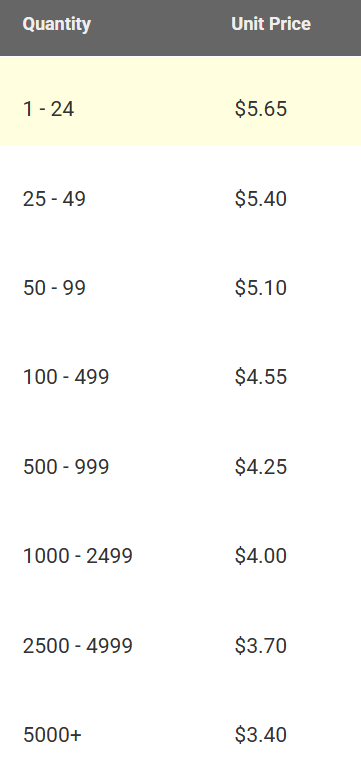 Quantity Unit Price
1 - 24 $5.65
25 - 49 $5.40
50 - 99 $5.10
100 - 499 $4.55
500 - 999 $4.25
1000 - 2499 $4.00
2500 - 4999 $3.70
5000+ $3.40